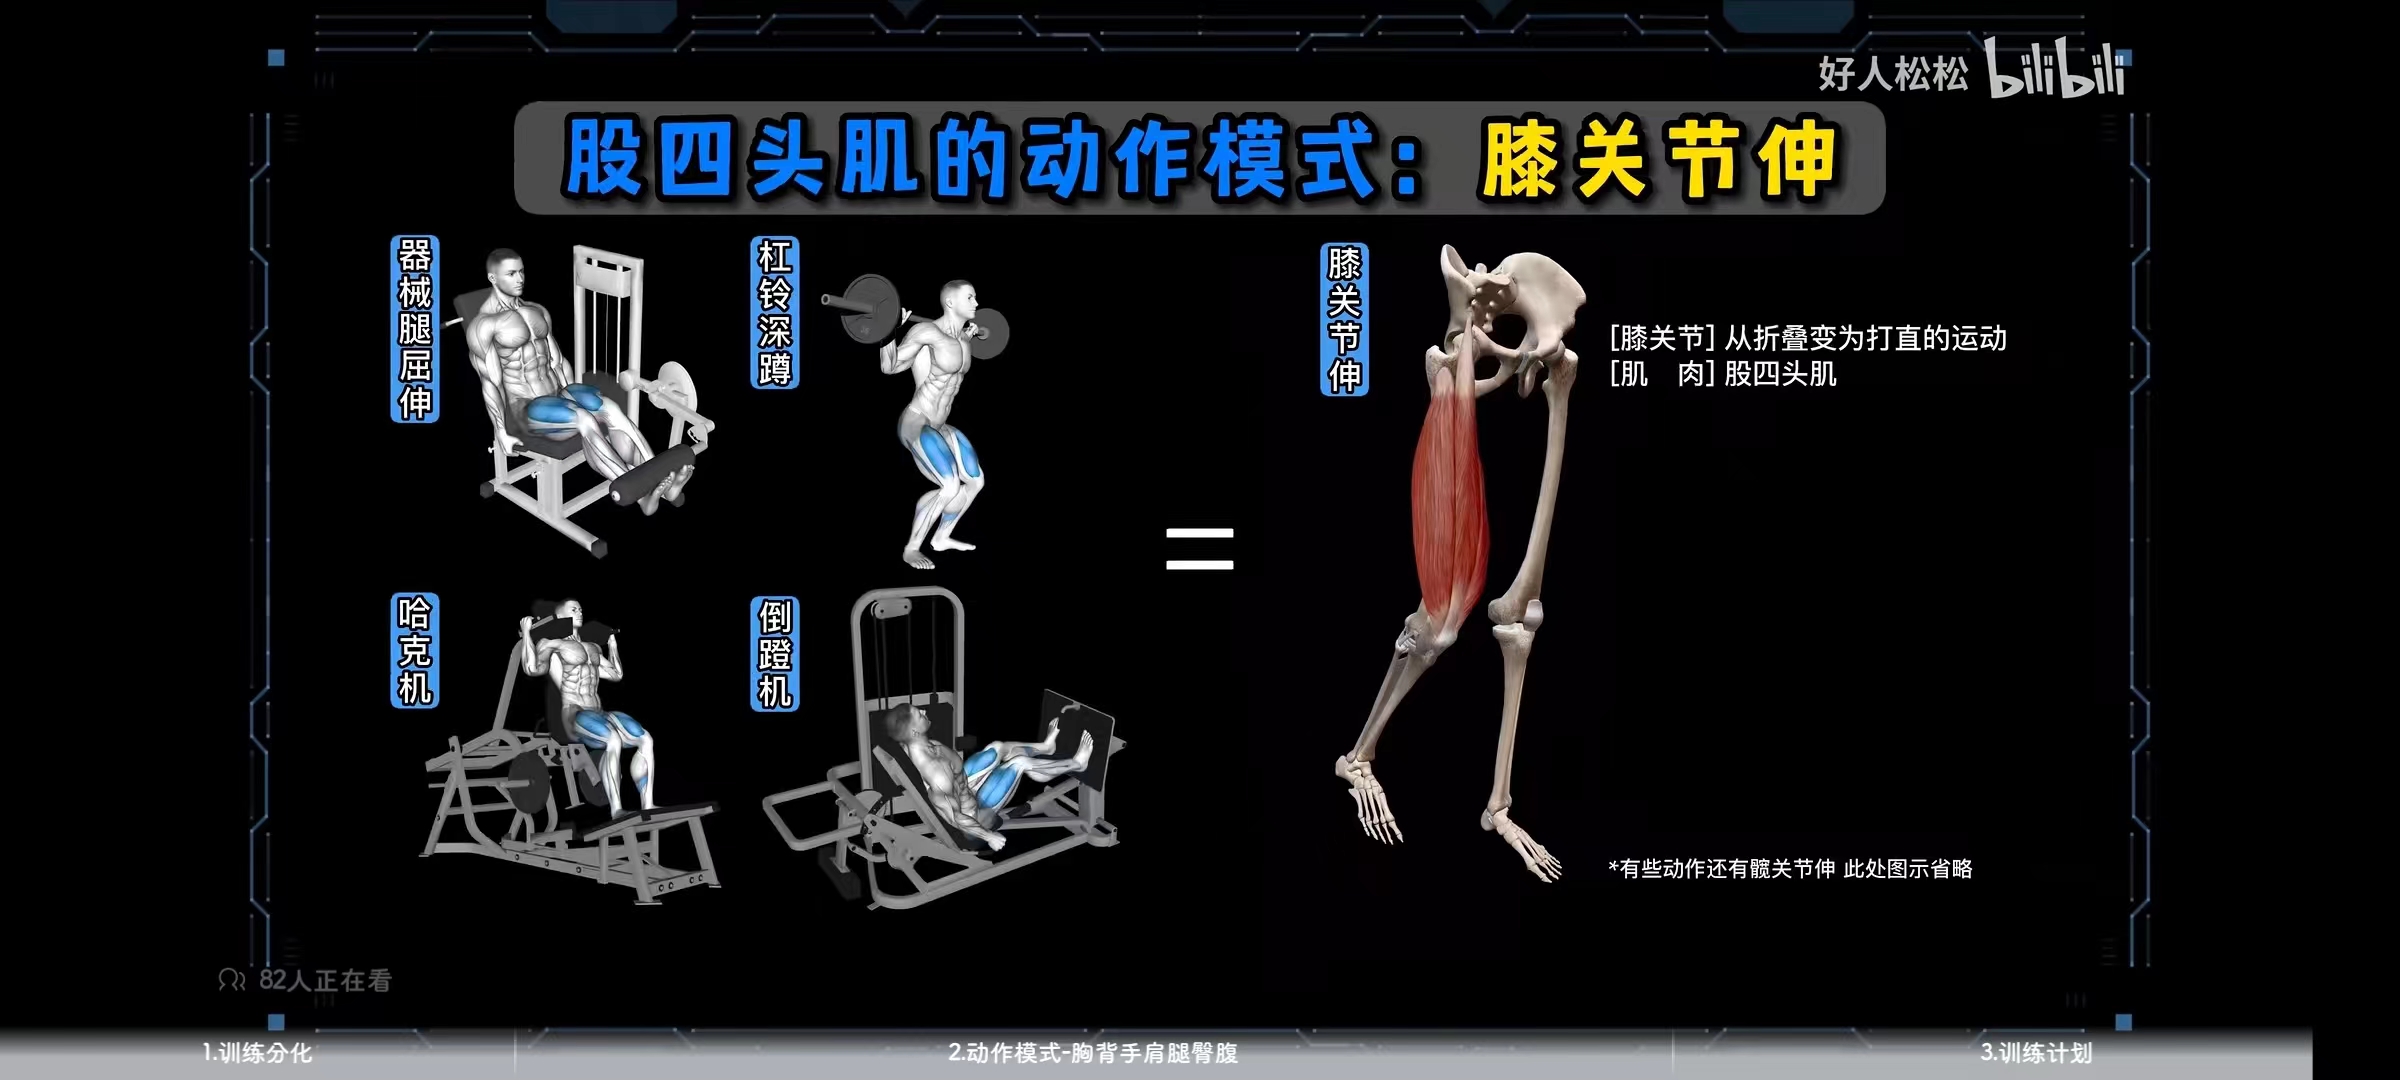 好人松松 bilibili
股四头肌的动作模式：膝关节伸
器械腿屈伸
杠铃深蹲
膝关节伸
[膝关节] 从折叠变为打直的运动
[肌　肉] 股四头肌
哈克机
倒蹬机
*有些动作还有髋关节伸 此处图示省略
82人正在看
1.训练分化
2.动作模式-胸背手肩腿臀腹
3.训练计划